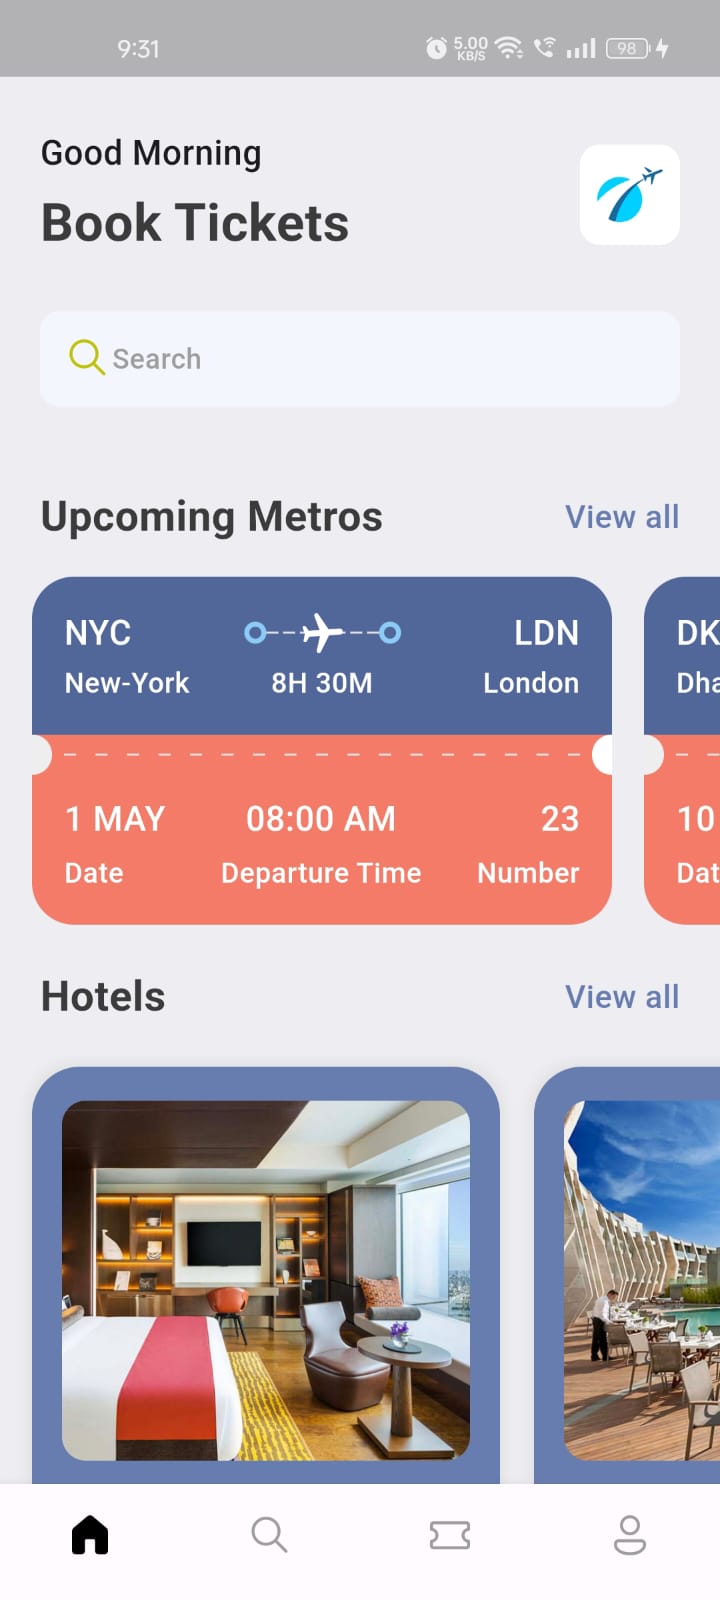 9:31 5.00 KB/S 98
Good Morning
Book Tickets
Search
Upcoming Metros View all
NYC LDN DK
New-York 8H 30M London Dha
1 MAY 08:00 AM 23 10
Date Departure Time Number Dat
Hotels View all